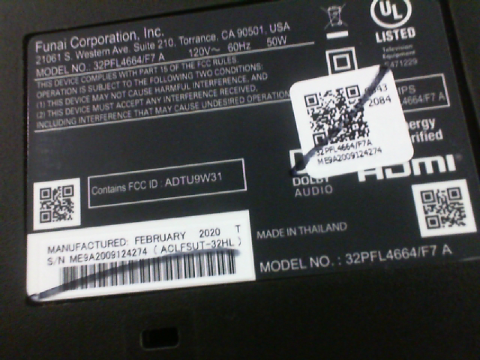 Funai Corporation, Inc.
21061 S. Western Ave. Suite 210, Torrance, CA 90501, USA
MODEL NO.: 32PFL4664/F7 A 120V~ 60Hz 50W
THIS DEVICE COMPLIES WITH PART 15 OF THE FCC RULES.
OPERATION IS SUBJECT TO THE FOLLOWING TWO CONDITIONS:
(1) THIS DEVICE MAY NOT CAUSE HARMFUL INTERFERENCE, AND
(2) THIS DEVICE MUST ACCEPT ANY INTERFERENCE RECEIVED,
INCLUDING INTERFERENCE THAT MAY CAUSE UNDESIRED OPERATION
UL
LISTED
Television
Equipment
2084
32PFL4664/F7A
ME9A2009124274
DOLBY
AUDIO
HDMI
Contains FCC ID : ADTU9W31
MANUFACTURED: FEBRUARY 2020 T
S/N ME9A2009124274 (ACLFSUT-32HL)
MADE IN THAILAND
MODEL NO. : 32PFL4664/F7 A